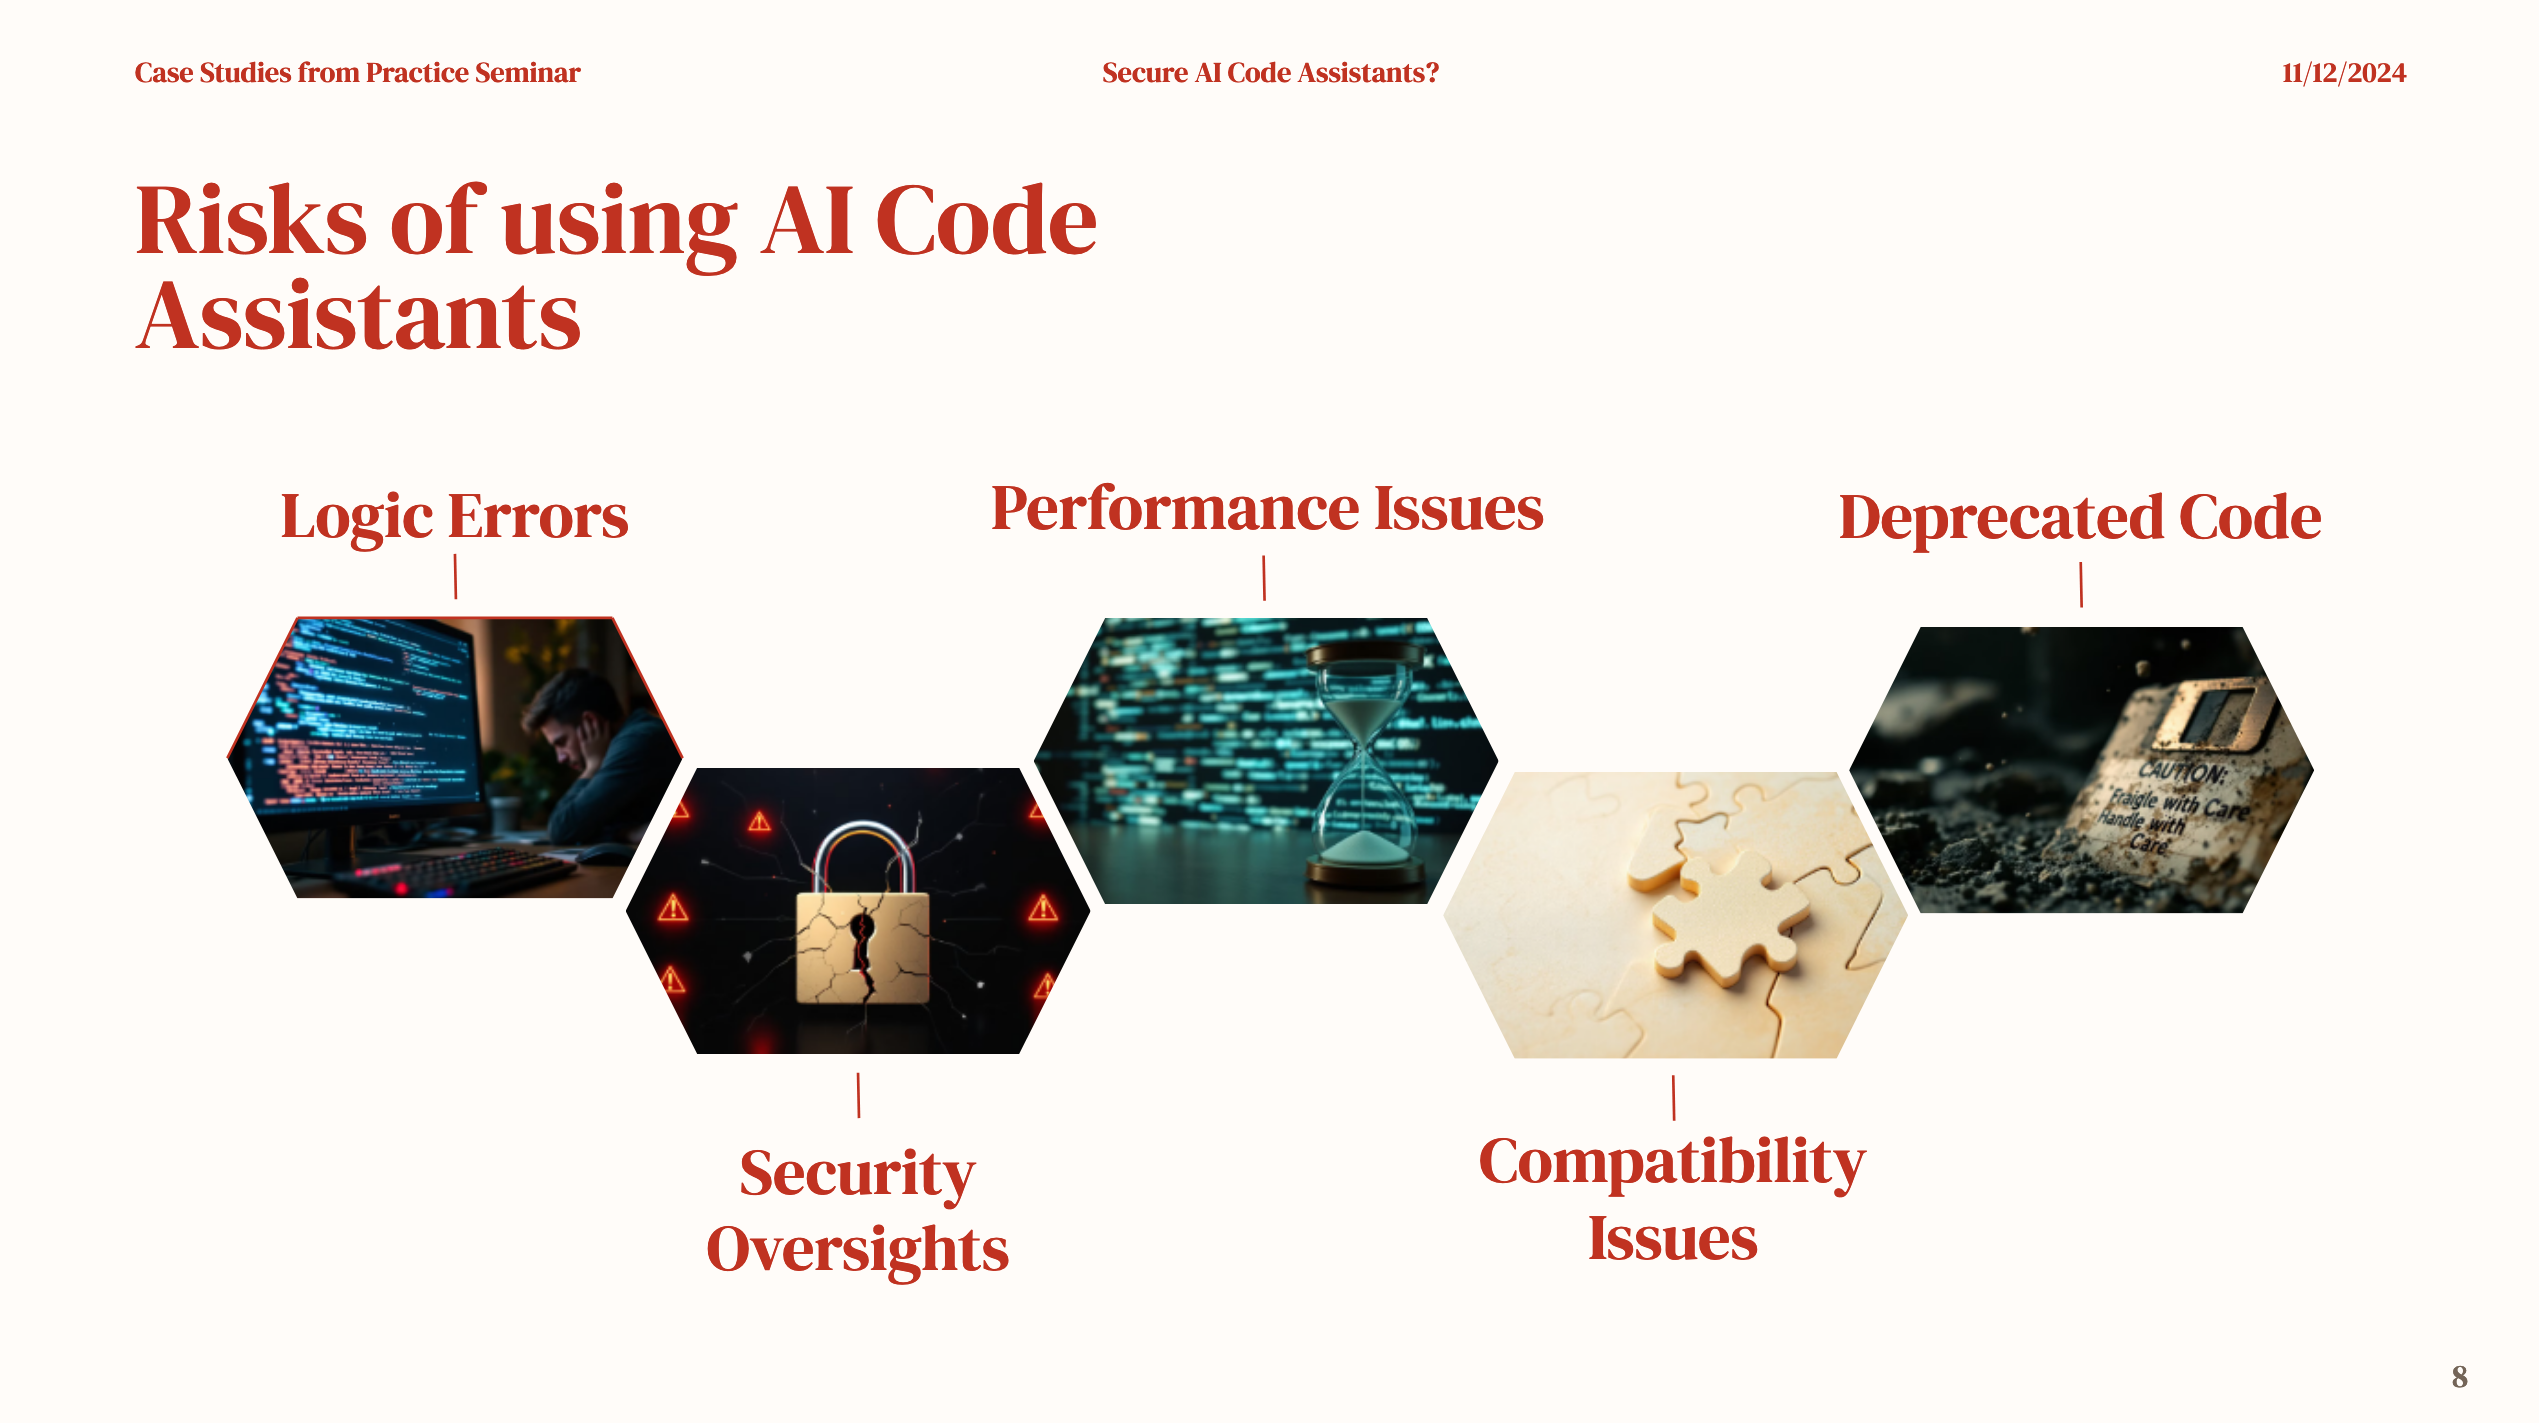 Case Studies from Practice Seminar
Secure AI Code Assistants?
11/12/2024
Risks of using AI Code
Assistants
Logic Errors
Performance Issues
Deprecated Code
CAUTION:
Fraigle with Care
Handle with
Care
Security
Oversights
Compatibility
Issues
8